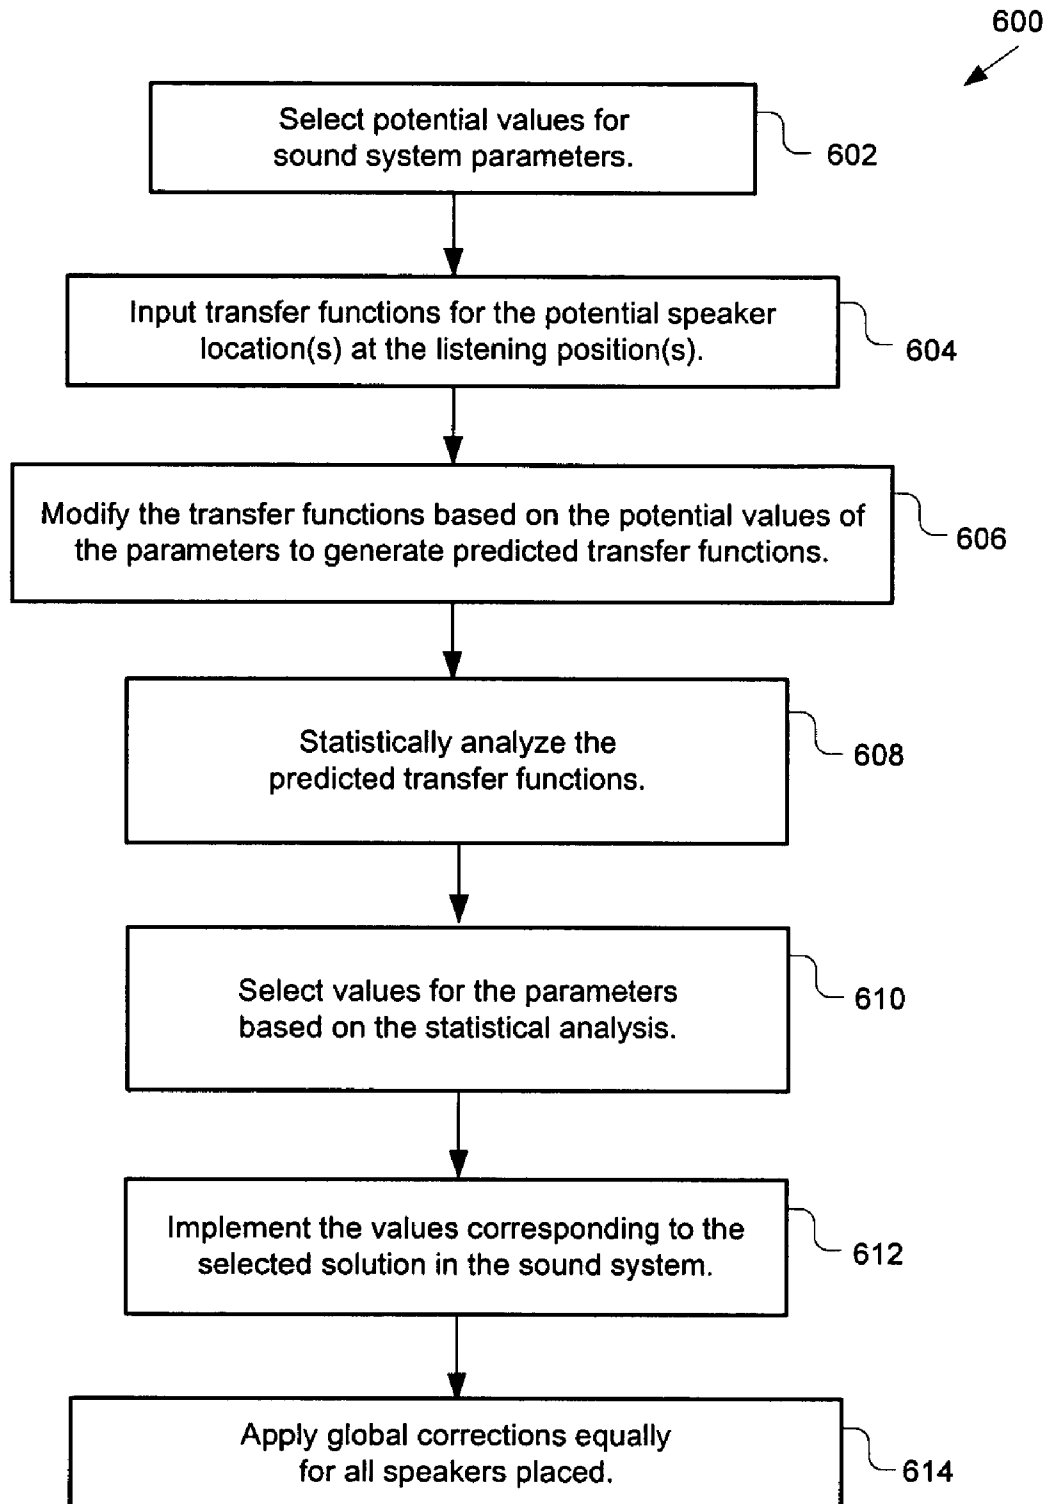 600
Select potential values for
sound system parameters.
602
Input transfer functions for the potential speaker
location(s) at the listening position(s).
604
Modify the transfer functions based on the potential values of
the parameters to generate predicted transfer functions.
606
Statistically analyze the
predicted transfer functions.
608
Select values for the parameters
based on the statistical analysis.
610
Implement the values corresponding to the
selected solution in the sound system.
612
Apply global corrections equally
for all speakers placed.
614